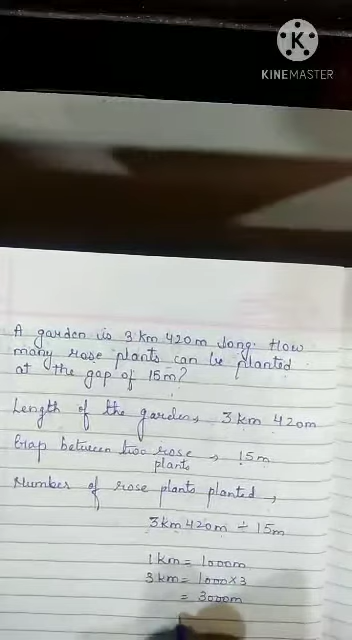 K
KINEMASTER
A garden is 3 km 420m long. How
many rose plants can be planted
at the gap of 15m?
Length of the garden, 3 km 420m
Gap between two rose → 15m
plants
Number of rose plants planted,
3km 420m ÷ 15m
1 km = 1000m
3 km = 1000×3
= 3000m